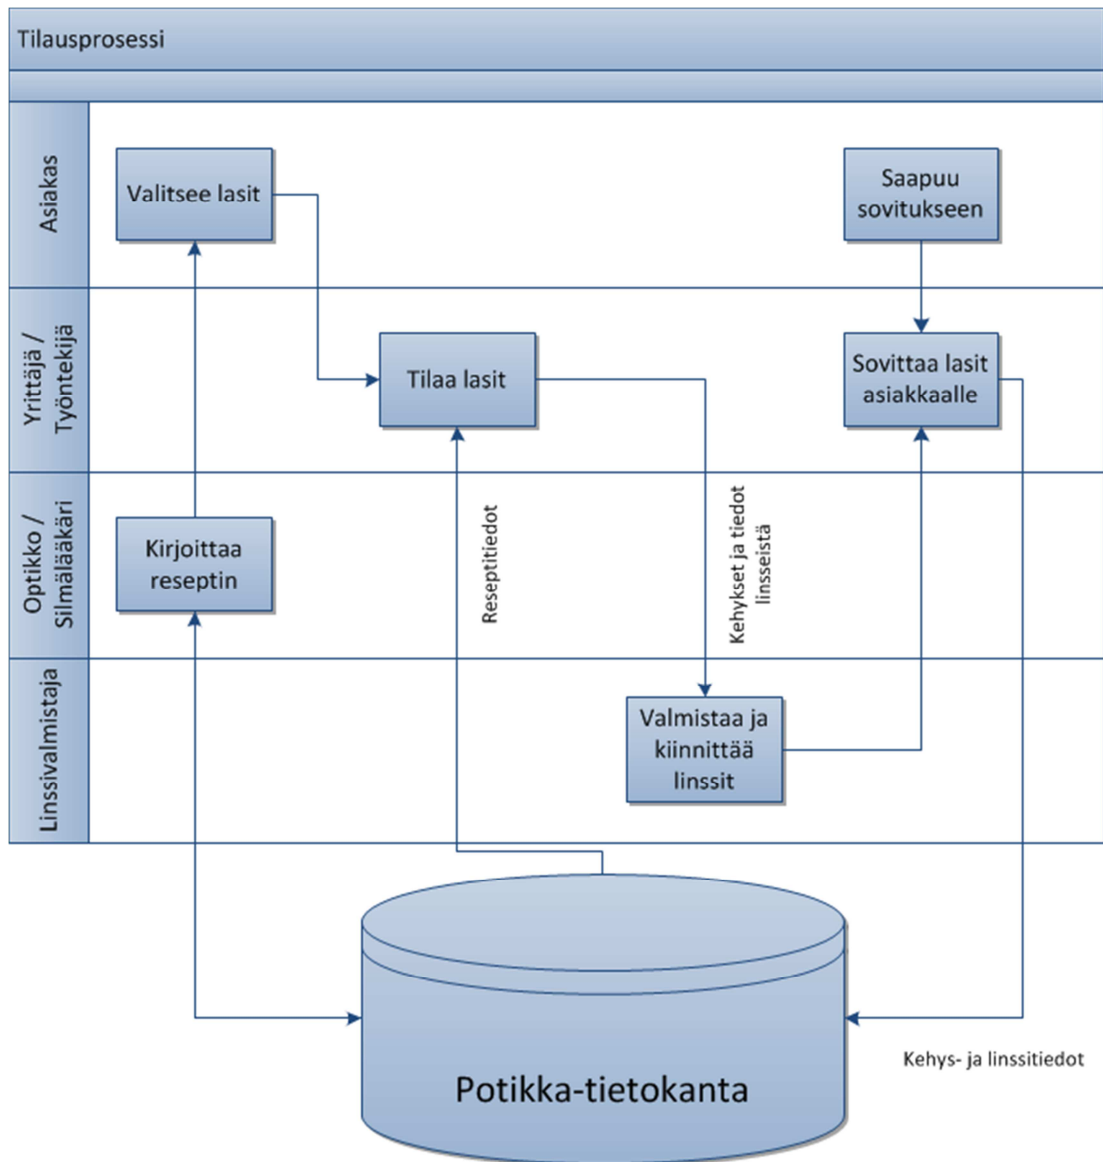 Tilausprosessi
Asiakas
Valitsee lasit
Saapuu
sovitukseen
Yrittäjä /
Työntekijä
Tilaa lasit
Sovittaa lasit
asiakkaalle
Optikko /
Silmälääkäri
Kirjoittaa
reseptin
Reseptitiedot
Kehykset ja tiedot
linsseistä
Linssivalmistaja
Valmistaa ja
kiinnittää
linssit
Kehys- ja linssitiedot
Potikka-tietokanta